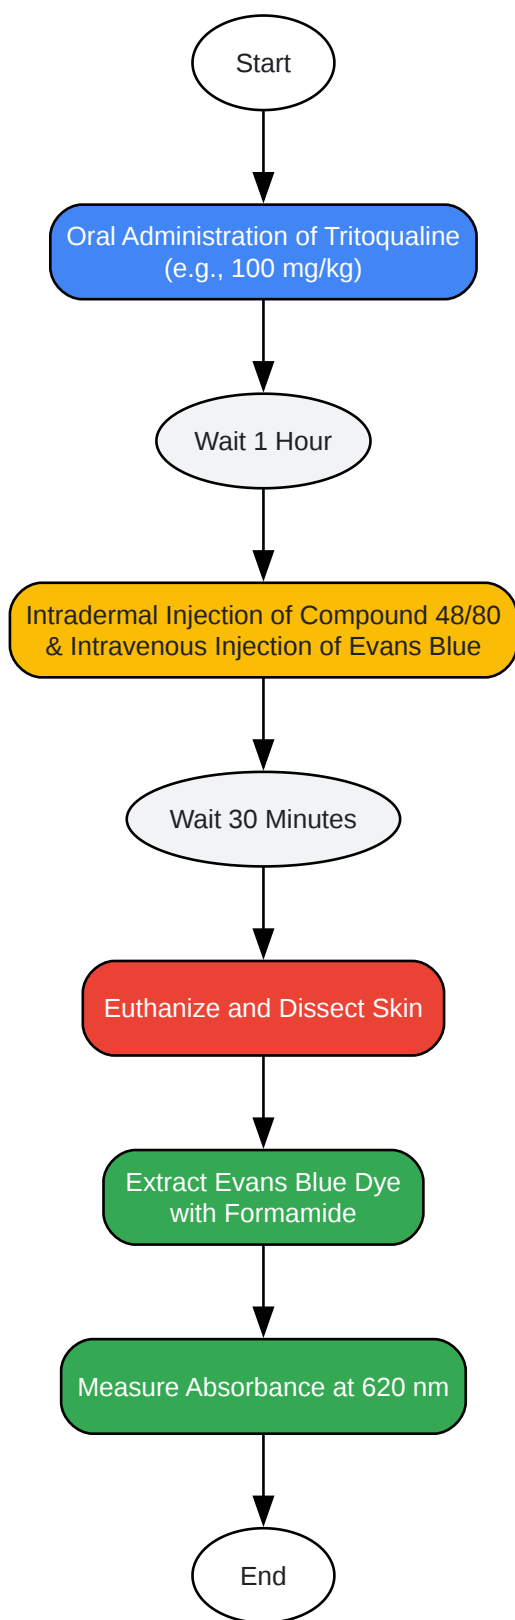 Start
Oral Administration of Tritoqualine
(e.g., 100 mg/kg)
Wait 1 Hour
Intradermal Injection of Compound 48/80
& Intravenous Injection of Evans Blue
Wait 30 Minutes
Euthanize and Dissect Skin
Extract Evans Blue Dye
with Formamide
Measure Absorbance at 620 nm
End